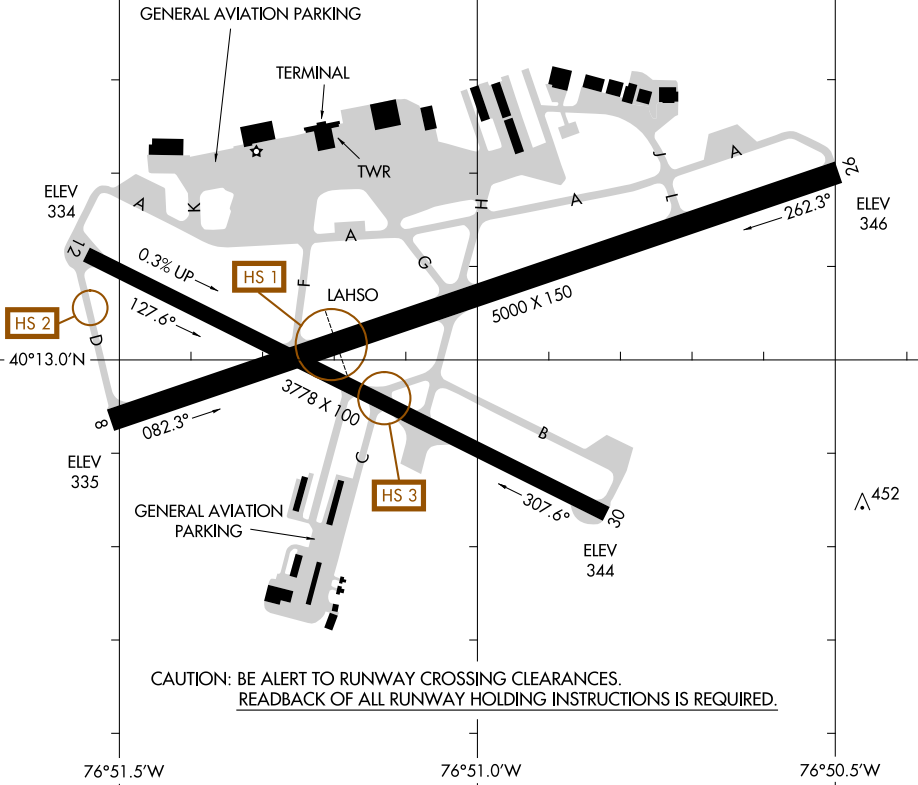 GENERAL AVIATION PARKING
TERMINAL
TWR
ELEV
334
A
K
A
H
A
J
A
L
26
ELEV
346
262.3°
12
0.3% UP
127.6°
HS 1
F
G
LAHSO
5000 X 150
HS 2
D
40°13.0'N
8
082.3°
ELEV
335
3778 X 100
B
C
HS 3
307.6°
30
ELEV
344
452
GENERAL AVIATION
PARKING
CAUTION: BE ALERT TO RUNWAY CROSSING CLEARANCES.
READBACK OF ALL RUNWAY HOLDING INSTRUCTIONS IS REQUIRED.
76°51.5'W
76°51.0'W
76°50.5'W